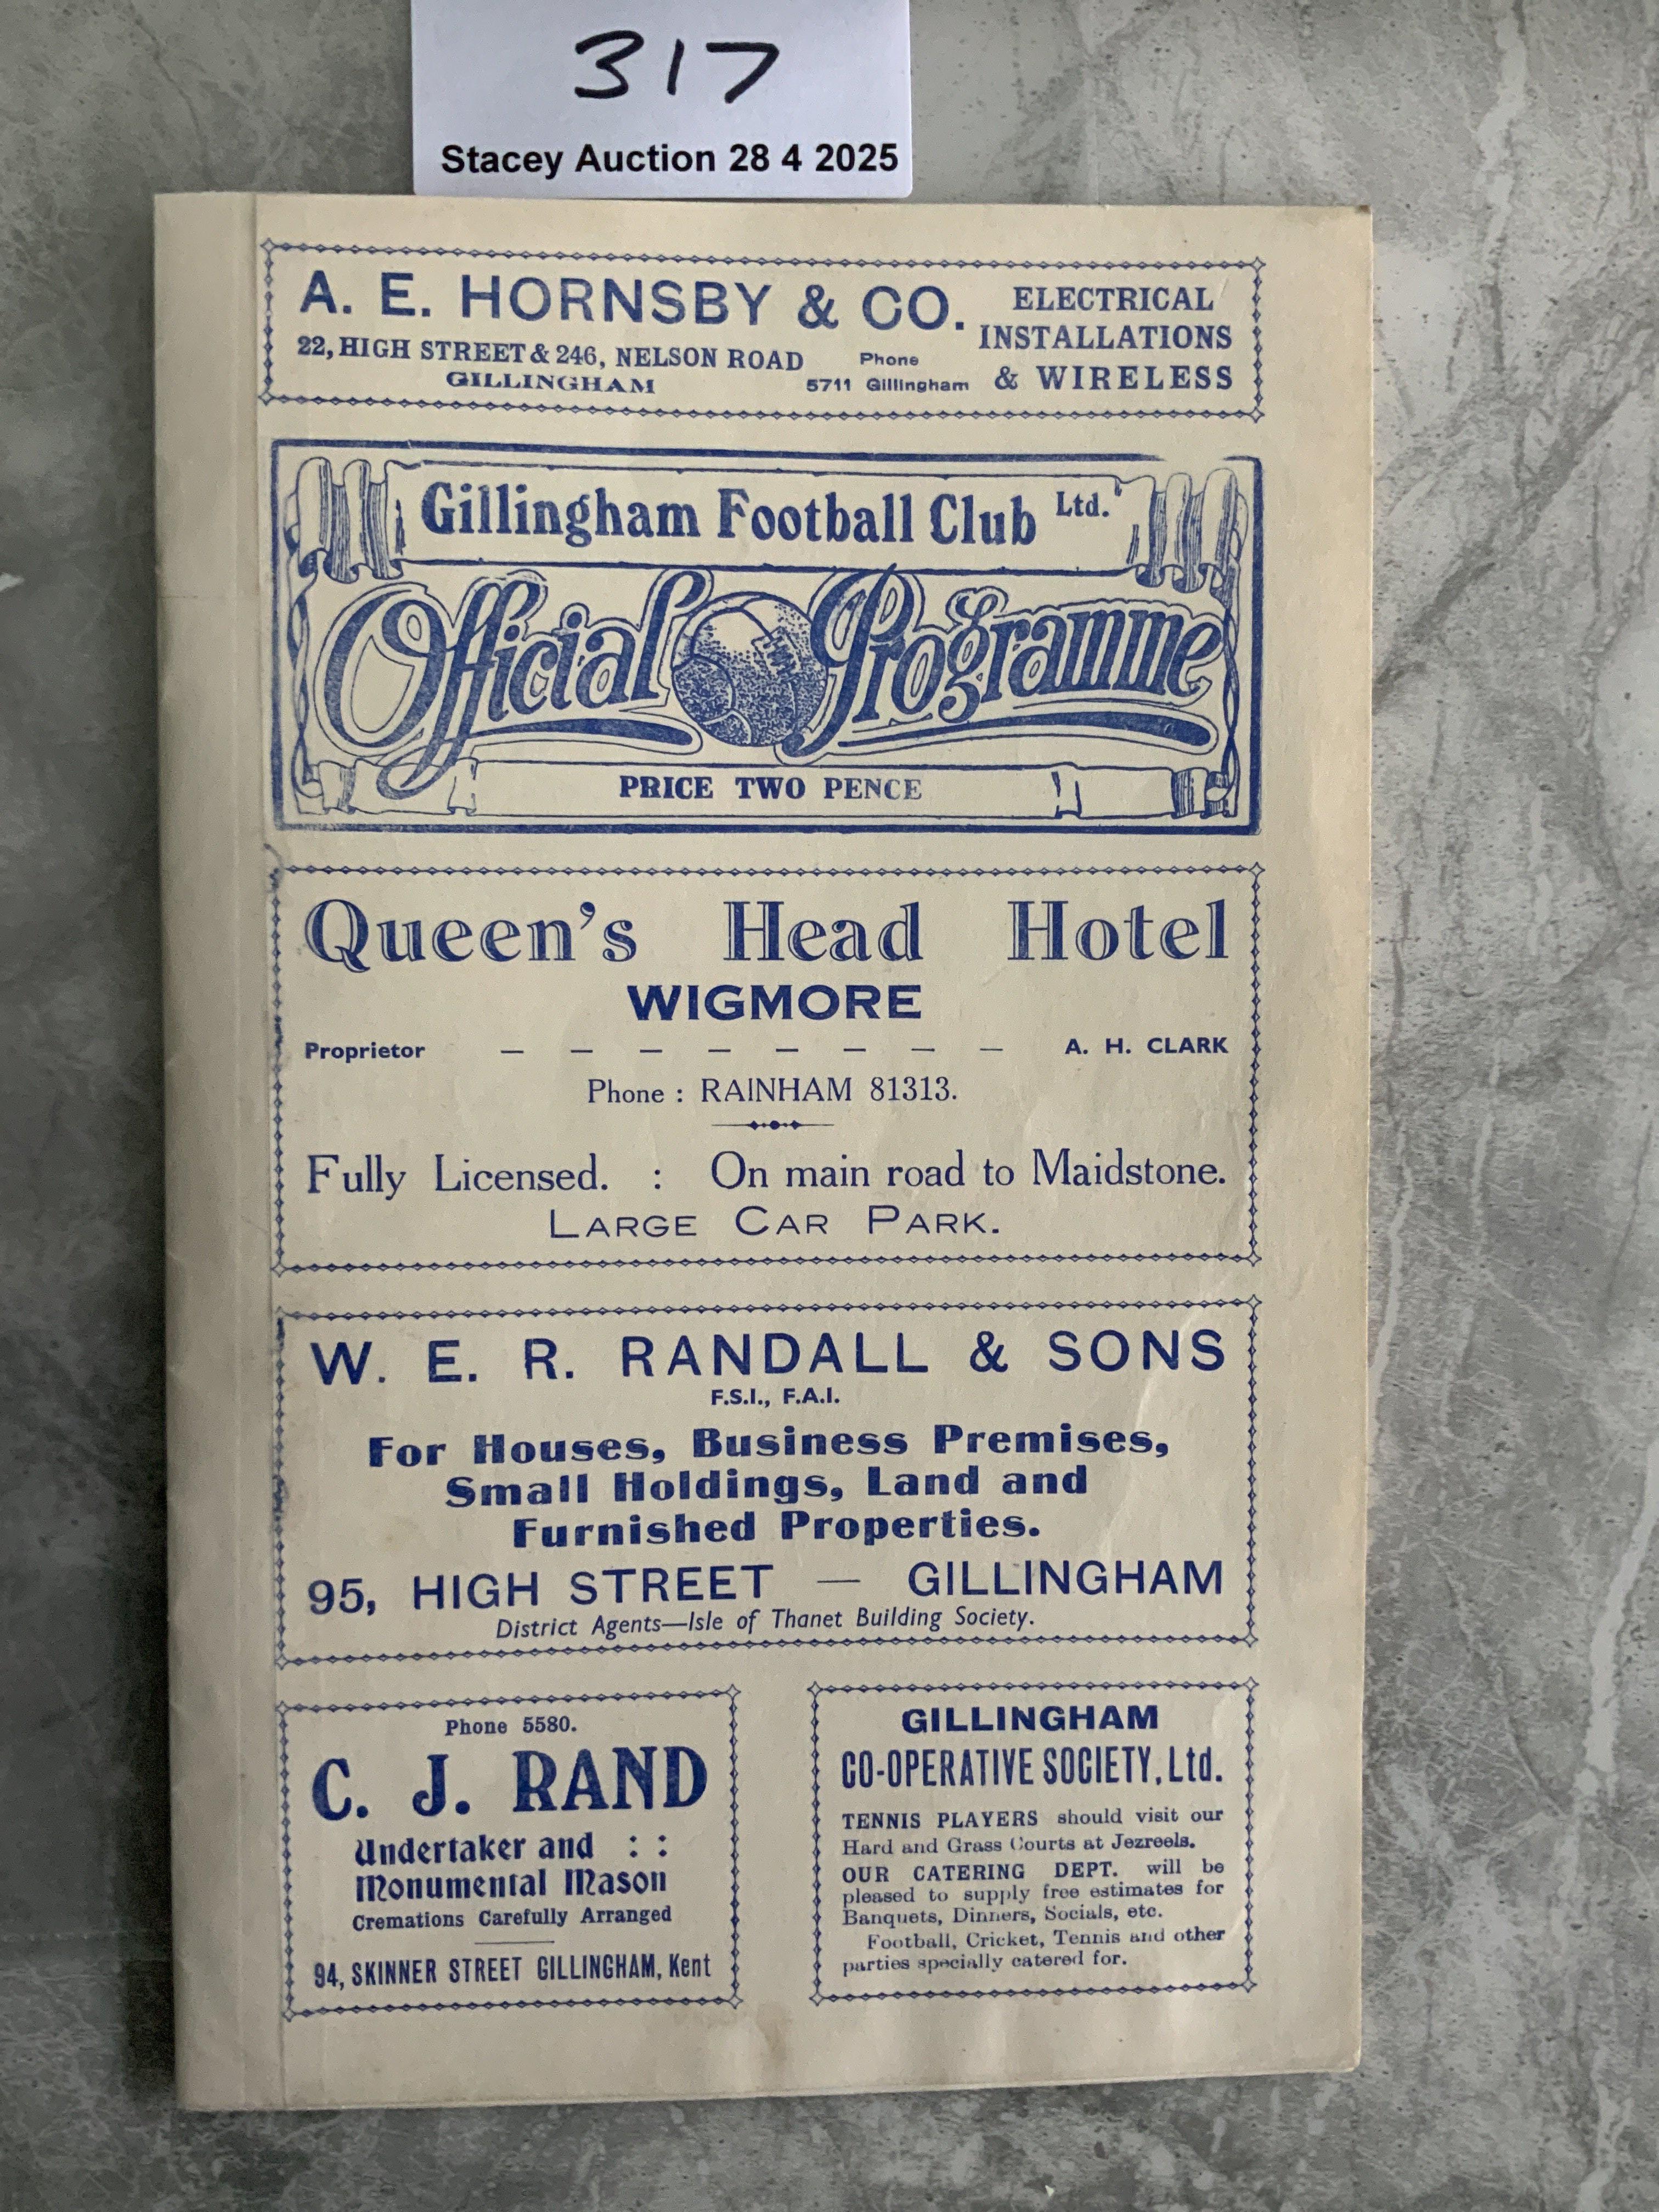 317
Stacey Auction 28 4 2025
A. E. HORNSBY & CO.
22, HIGH STREET & 246, NELSON ROAD
GILLINGHAM
Phone
5711 Gillingham
ELECTRICAL
INSTALLATIONS
& WIRELESS
Gillingham Football Club Ltd.
Official Programme
PRICE TWO PENCE
Queen's Head Hotel
WIGMORE
Proprietor — — — — — — — — A. H. CLARK
Phone : RAINHAM 81313.
Fully Licensed. : On main road to Maidstone.
LARGE CAR PARK.
W. E. R. RANDALL & SONS
F.S.I., F.A.I.
For Houses, Business Premises,
Small Holdings, Land and
Furnished Properties.
95, HIGH STREET — GILLINGHAM
District Agents—Isle of Thanet Building Society.
Phone 5580.
C. J. RAND
Undertaker and : :
Monumental Mason
Cremations Carefully Arranged
94, SKINNER STREET GILLINGHAM, Kent
GILLINGHAM
CO-OPERATIVE SOCIETY, Ltd.
TENNIS PLAYERS should visit our
Hard and Grass Courts at Jezreels.
OUR CATERING DEPT. will be
pleased to supply free estimates for
Banquets, Dinners, Socials, etc.
Football, Cricket, Tennis and other
parties specially catered for.